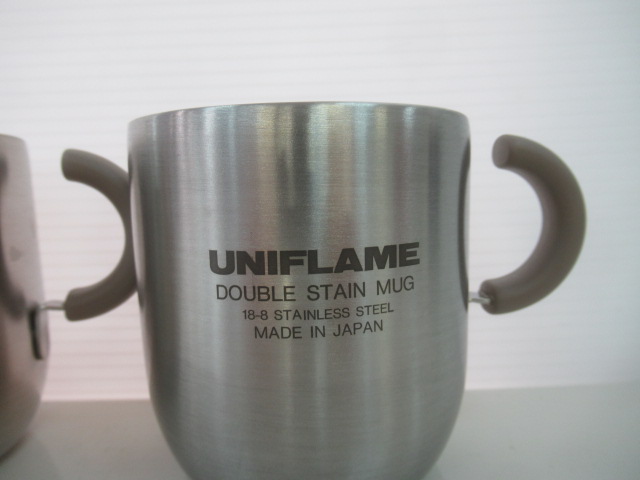 UNIFLAME
DOUBLE STAIN MUG
18-8 STAINLESS STEEL
MADE IN JAPAN